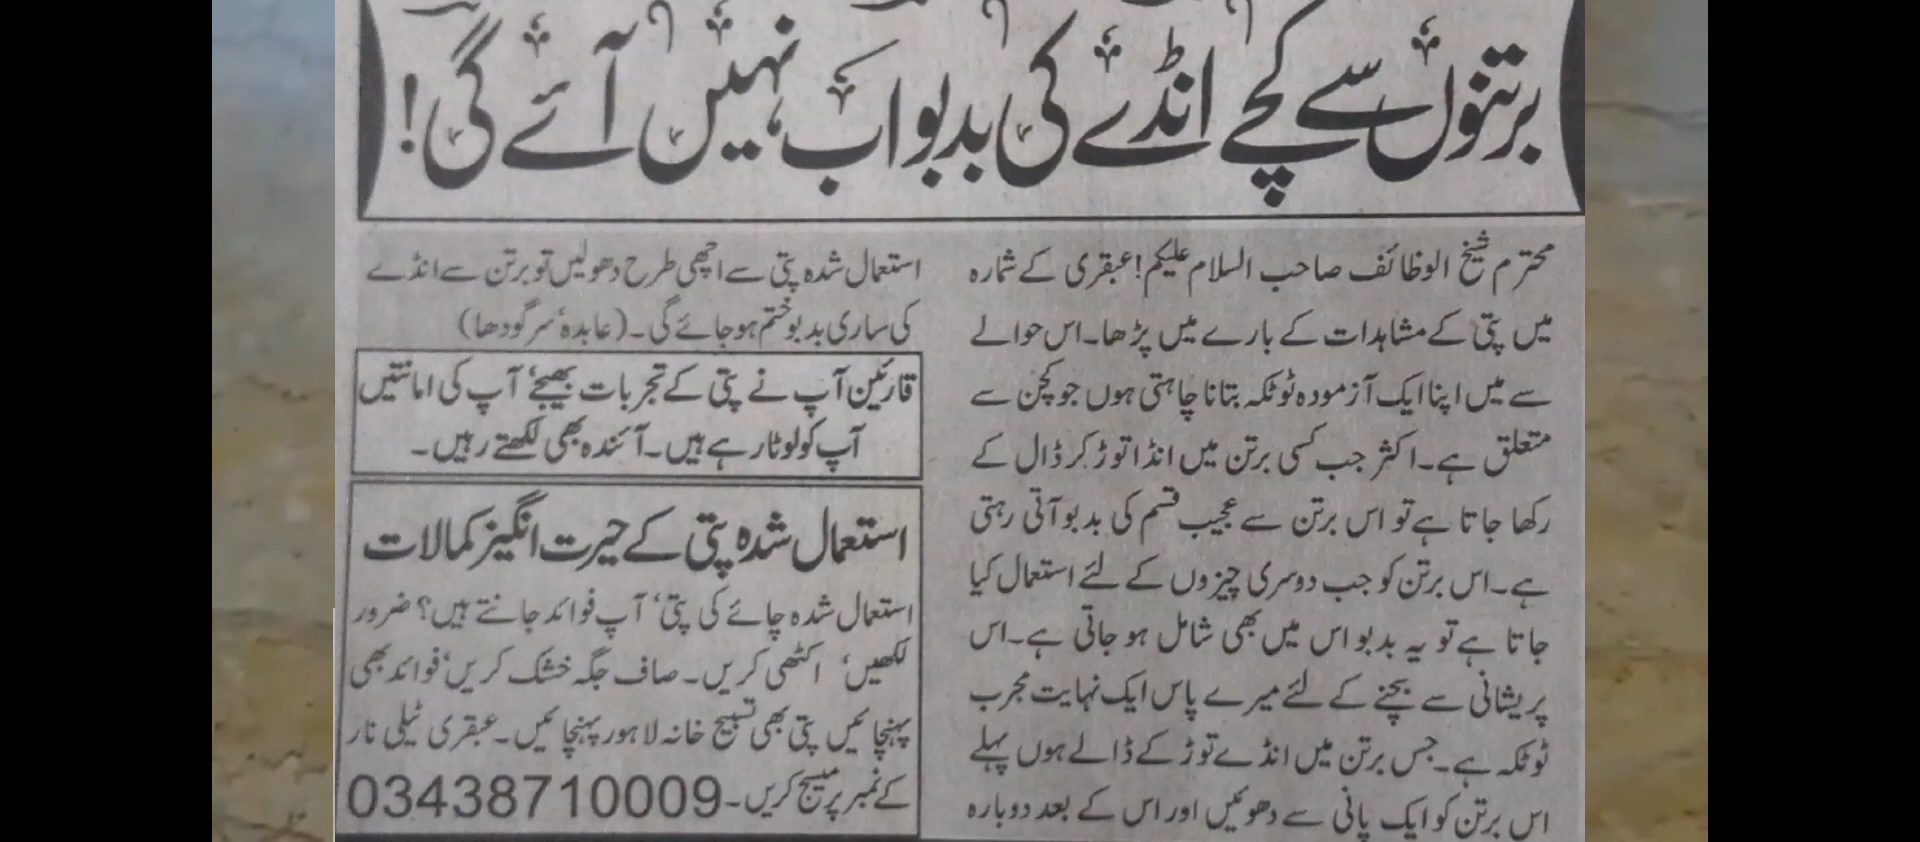 برتنوں سے کچے انڈے کی بدبو اب نہیں آئے گی!
محترم شیخ الوظائف صاحب السلام علیکم! عبقری کے شمارہ
میں پتی کے مشاہدات کے بارے میں پڑھا۔ اس حوالے
سے میں اپنا ایک آزمودہ ٹوٹکہ بتانا چاہتی ہوں جو کچن سے
متعلق ہے۔ اکثر جب کسی برتن میں انڈا توڑ کر ڈال کے
رکھا جاتا ہے تو اس برتن سے عجیب قسم کی بدبو آتی رہتی
ہے۔ اس برتن کو جب دوسری چیزوں کے لئے استعمال کیا
جاتا ہے تو یہ بدبو اس میں بھی شامل ہو جاتی ہے۔ اس
پریشانی سے بچنے کے لئے میرے پاس ایک نہایت مجرب
ٹوٹکہ ہے۔ جس برتن میں انڈے توڑ کے ڈالے ہوں پہلے
اس برتن کو ایک پانی سے دھوئیں اور اس کے بعد دوبارہ
استعمال شدہ پتی سے اچھی طرح دھولیں تو برتن سے انڈے
کی ساری بدبو ختم ہو جائے گی۔ (عابدہ، سرگودھا)
قارئین آپ نے پتی کے تجربات بھیجے، آپ کی امانتیں
آپ کو لوٹا رہے ہیں۔ آئندہ بھی لکھتے رہیں۔
استعمال شدہ پتی کے حیرت انگیز کمالات
استعمال شدہ چائے کی پتی، آپ فوائد جانتے ہیں؟ ضرور
لکھیں، اکٹھی کریں۔ صاف جگہ خشک کریں، فوائد بھی
پہنچائیں پتی بھی تسبیح خانہ لاہور پہنچائیں۔ عبقری ٹیلی نار
کے نمبر پر میسج کریں۔ 03438710009